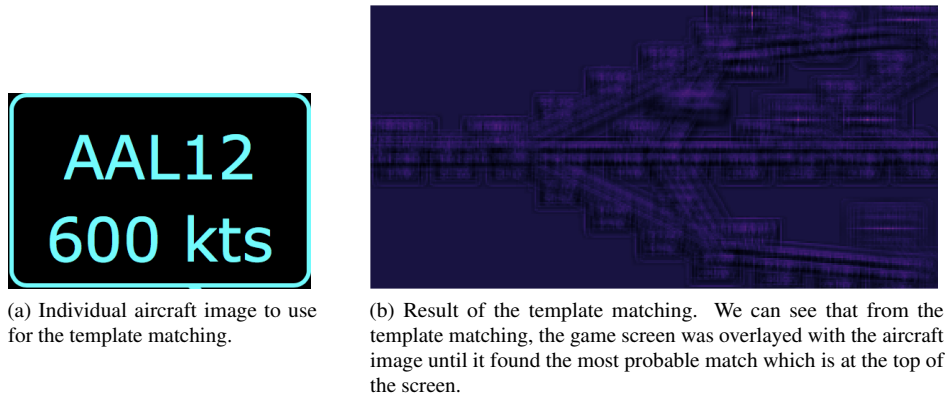 AAL12
600 kts
(a) Individual aircraft image to use
for the template matching.
(b) Result of the template matching. We can see that from the
template matching, the game screen was overlayed with the aircraft
image until it found the most probable match which is at the top of
the screen.